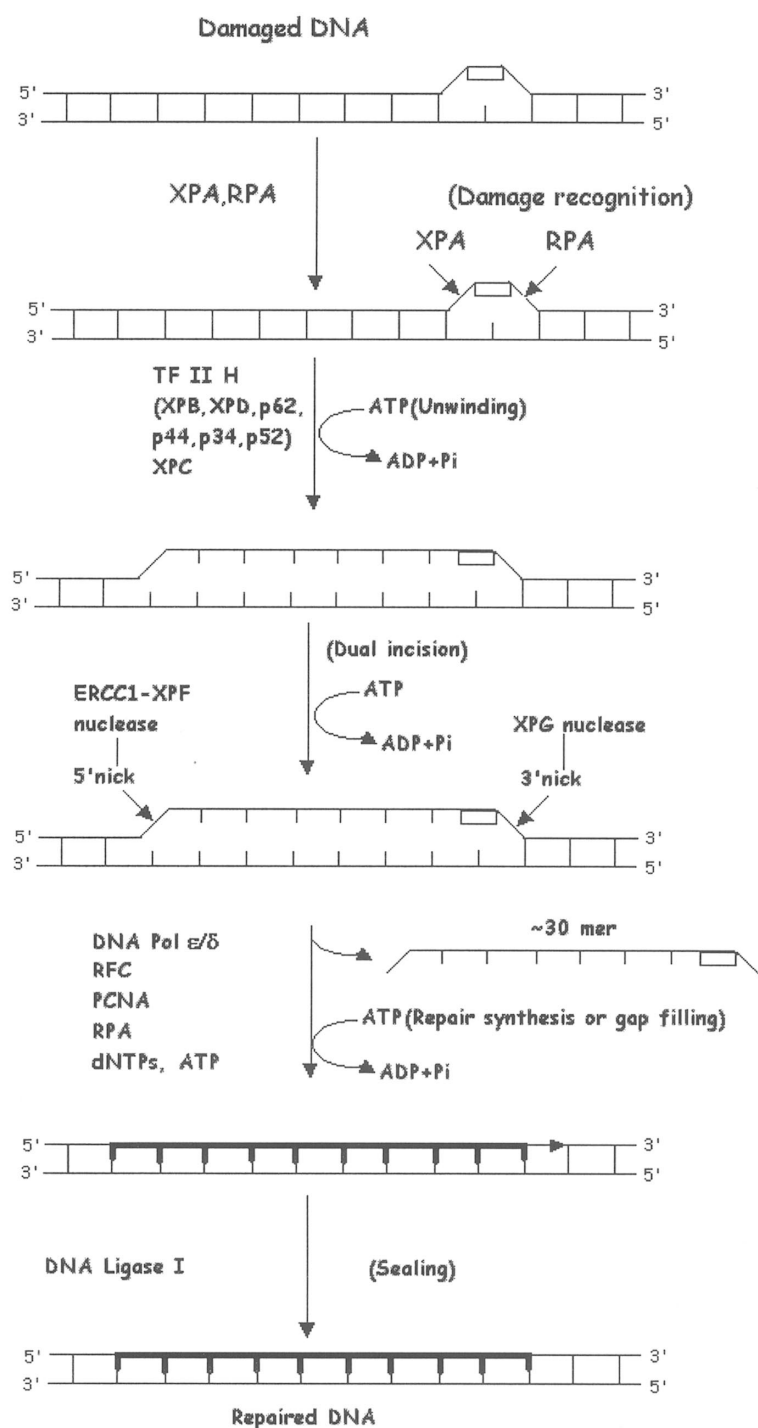 Damaged DNA
5' 3'
3' 5'
XPA,RPA (Damage recognition)
XPA RPA
5' 3'
3' 5'
TF II H
(XPB,XPD,p62,
p44,p34,p52)
XPC
ATP(Unwinding)
ADP+Pi
5' 3'
3' 5'
(Dual incision)
ATP
ADP+Pi
ERCC1-XPF
nuclease
5'nick
XPG nuclease
3'nick
5' 3'
3' 5'
DNA Pol ε/δ
RFC
PCNA
RPA
dNTPs, ATP
~30 mer
ATP(Repair synthesis or gap filling)
ADP+Pi
5' 3'
3' 5'
DNA Ligase I (Sealing)
5' 3'
3' 5'
Repaired DNA